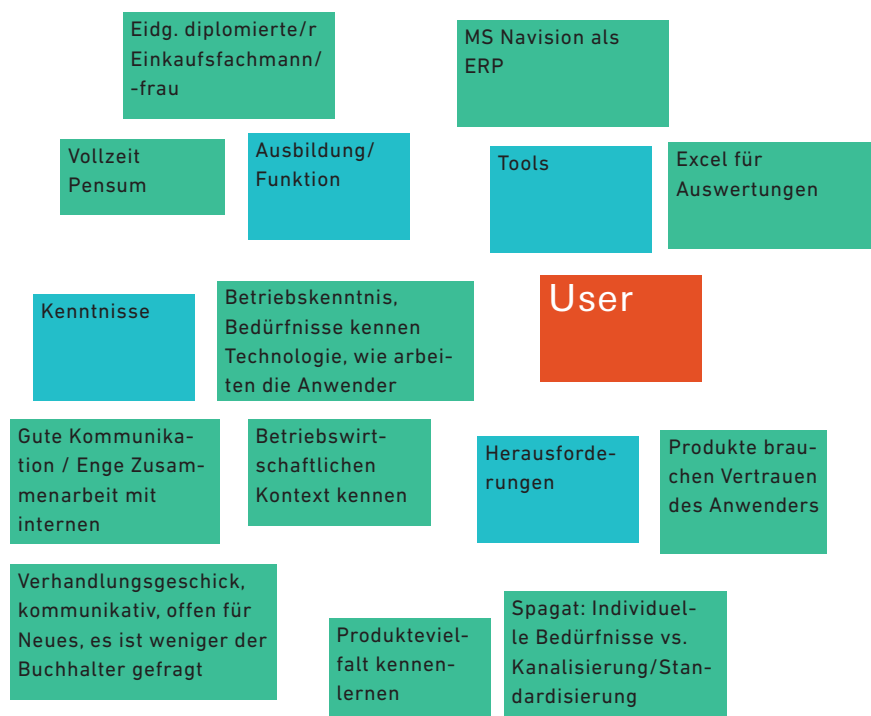 Eidg. diplomierte/r
Einkaufsfachmann/
-frau
MS Navision als
ERP
Vollzeit
Pensum
Ausbildung/
Funktion
Tools
Excel für
Auswertungen
Kenntnisse
Betriebskenntnis,
Bedürfnisse kennen
Technologie, wie arbei-
ten die Anwender
User
Gute Kommunika-
tion / Enge Zusam-
menarbeit mit
internen
Betriebswirt-
schaftlichen
Kontext kennen
Herausforde-
rungen
Produkte brau-
chen Vertrauen
des Anwenders
Verhandlungsgeschick,
kommunikativ, offen für
Neues, es ist weniger der
Buchhalter gefragt
Produkteviel-
falt kennen-
lernen
Spagat: Individuel-
le Bedürfnisse vs.
Kanalisierung/Stan-
dardisierung